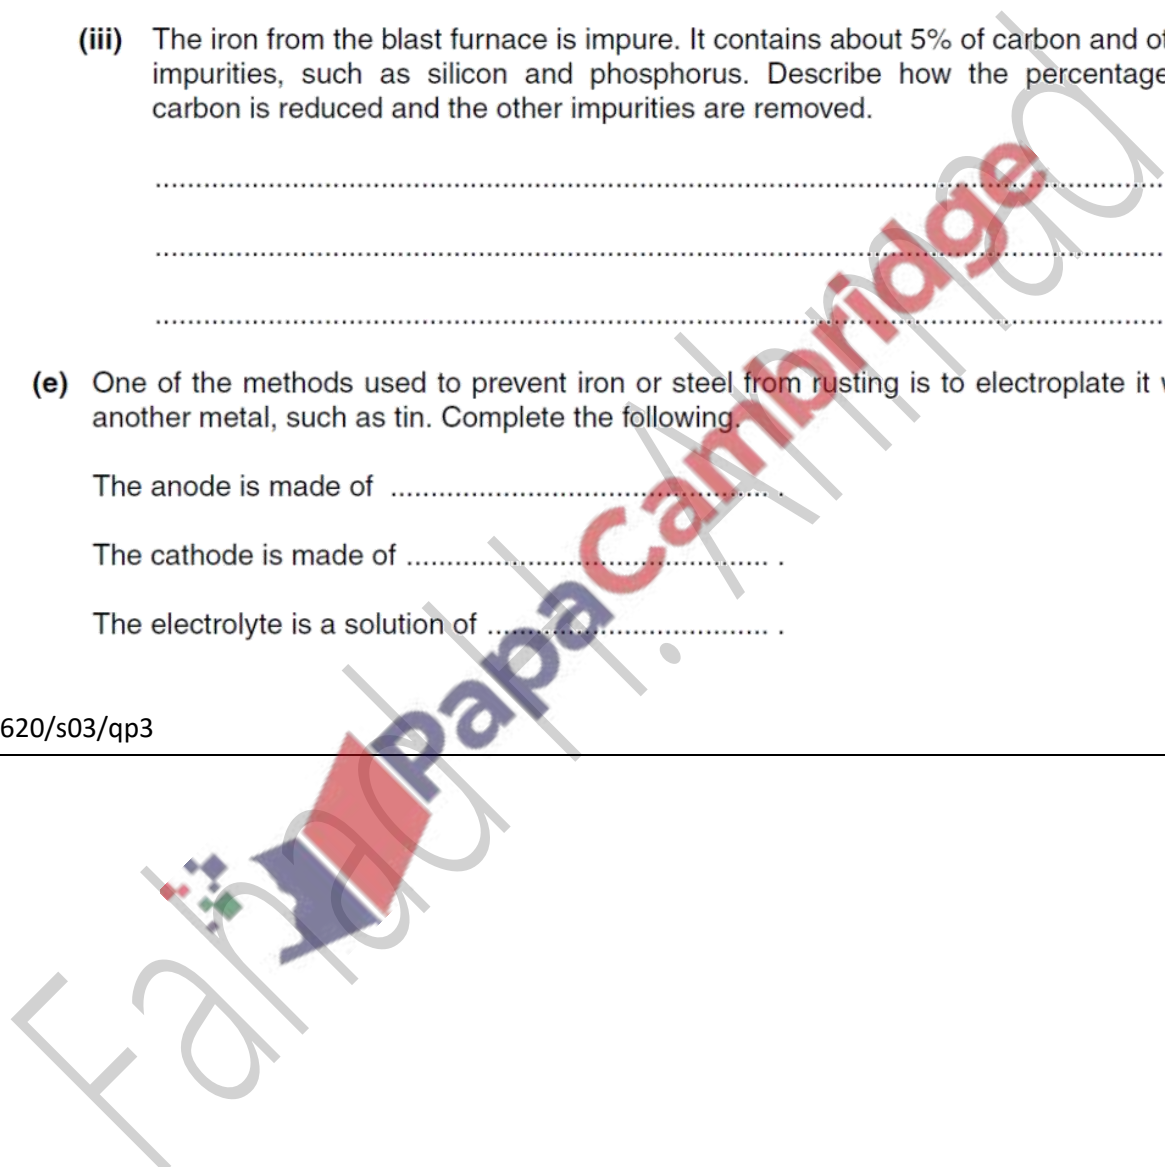 (iii) The iron from the blast furnace is impure. It contains about 5% of carbon and
impurities, such as silicon and phosphorus. Describe how the percentage
carbon is reduced and the other impurities are removed.
(e) One of the methods used to prevent iron or steel from rusting is to electroplate it
another metal, such as tin. Complete the following.
The anode is made of ........................................ .
The cathode is made of ........................................ .
The electrolyte is a solution of ........................................ .
620/s03/qp3
PapaCambridge
Fahad H. Ahmad